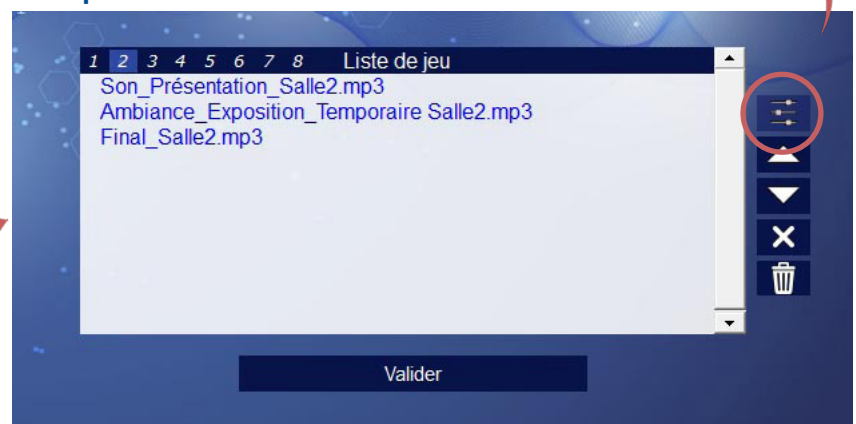 1 2 3 4 5 6 7 8 Liste de jeu
Son_Présentation_Salle2.mp3
Ambiance_Exposition_Temporaire Salle2.mp3
Final_Salle2.mp3
Valider